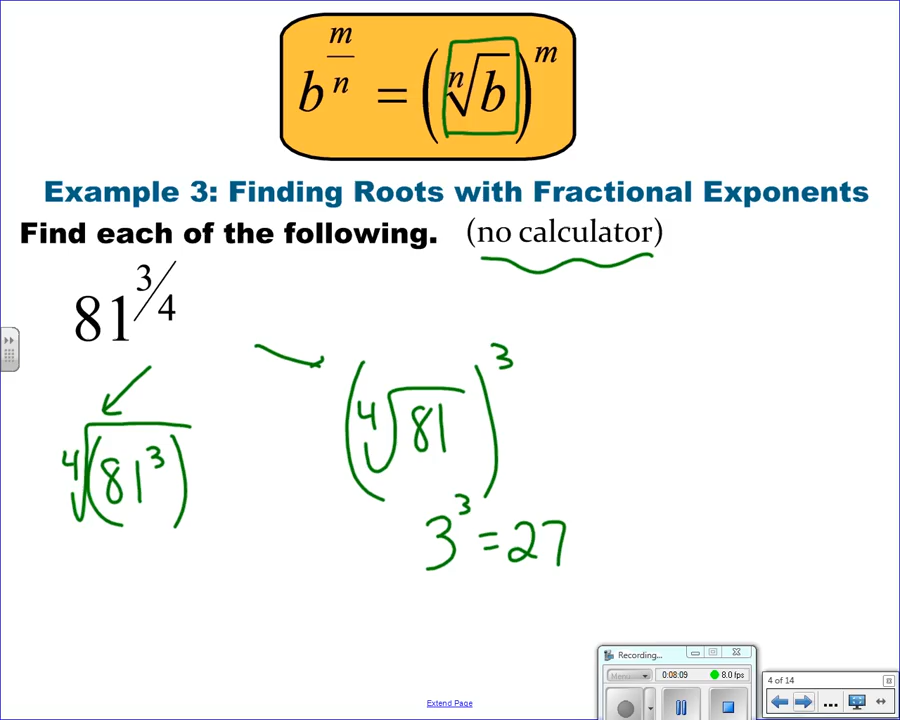 b^(m/n) = (ⁿ√b)^m
Example 3: Finding Roots with Fractional Exponents
Find each of the following. (no calculator)
81^(3/4)
⁴√(81³) (⁴√81)³
3³ = 27
Recording...
Menu 0:08:09 8.0 fps
4 of 14
...
Extend Page